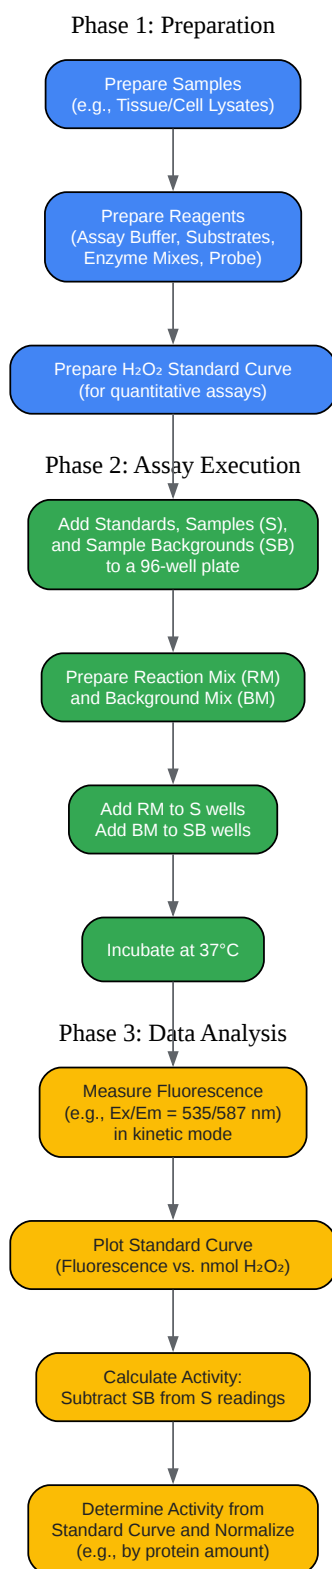 Phase 1: Preparation
Prepare Samples
(e.g., Tissue/Cell Lysates)
Prepare Reagents
(Assay Buffer, Substrates,
Enzyme Mixes, Probe)
Prepare H₂O₂ Standard Curve
(for quantitative assays)
Phase 2: Assay Execution
Add Standards, Samples (S),
and Sample Backgrounds (SB)
to a 96-well plate
Prepare Reaction Mix (RM)
and Background Mix (BM)
Add RM to S wells
Add BM to SB wells
Incubate at 37°C
Phase 3: Data Analysis
Measure Fluorescence
(e.g., Ex/Em = 535/587 nm)
in kinetic mode
Plot Standard Curve
(Fluorescence vs. nmol H₂O₂)
Calculate Activity:
Subtract SB from S readings
Determine Activity from
Standard Curve and Normalize
(e.g., by protein amount)